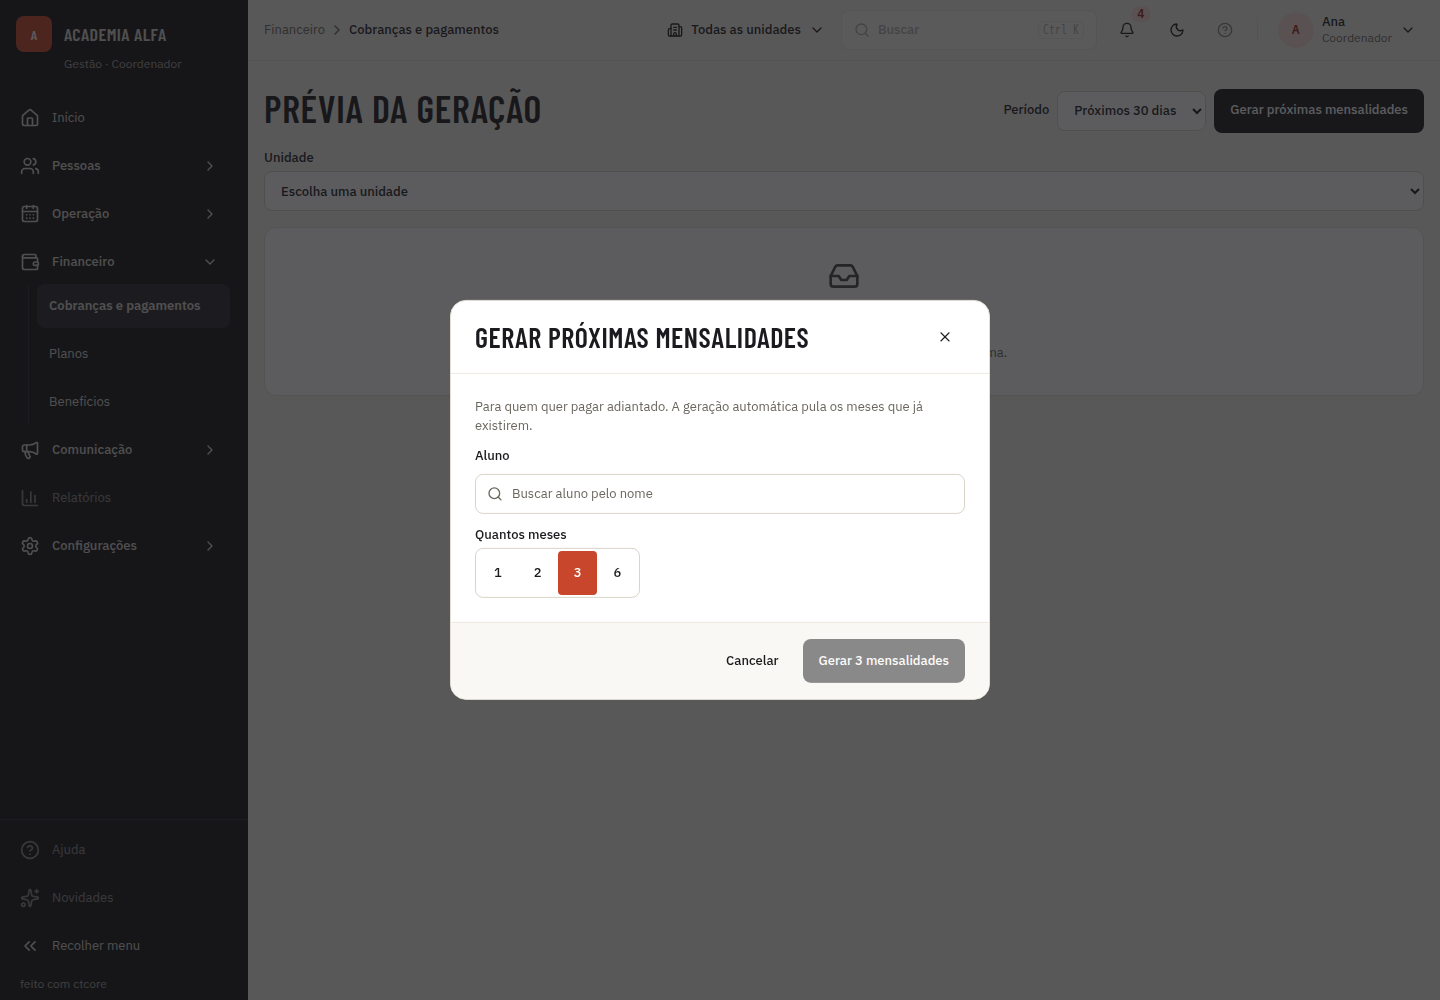 A
ACADEMIA ALFA
Gestão · Coordenador
Início
Pessoas
Operação
Financeiro
Cobranças e pagamentos
Planos
Benefícios
Comunicação
Relatórios
Configurações
Ajuda
Novidades
Recolher menu
feito com ctcore
Financeiro
Cobranças e pagamentos
Todas as unidades
Buscar
Ctrl K
4
A
Ana
Coordenador
PRÉVIA DA GERAÇÃO
Período
Próximos 30 dias
Gerar próximas mensalidades
Unidade
Escolha uma unidade
GERAR PRÓXIMAS MENSALIDADES
Para quem quer pagar adiantado. A geração automática pula os meses que já
existirem.
Aluno
Buscar aluno pelo nome
Quantos meses
1 2 3 6
Cancelar
Gerar 3 mensalidades